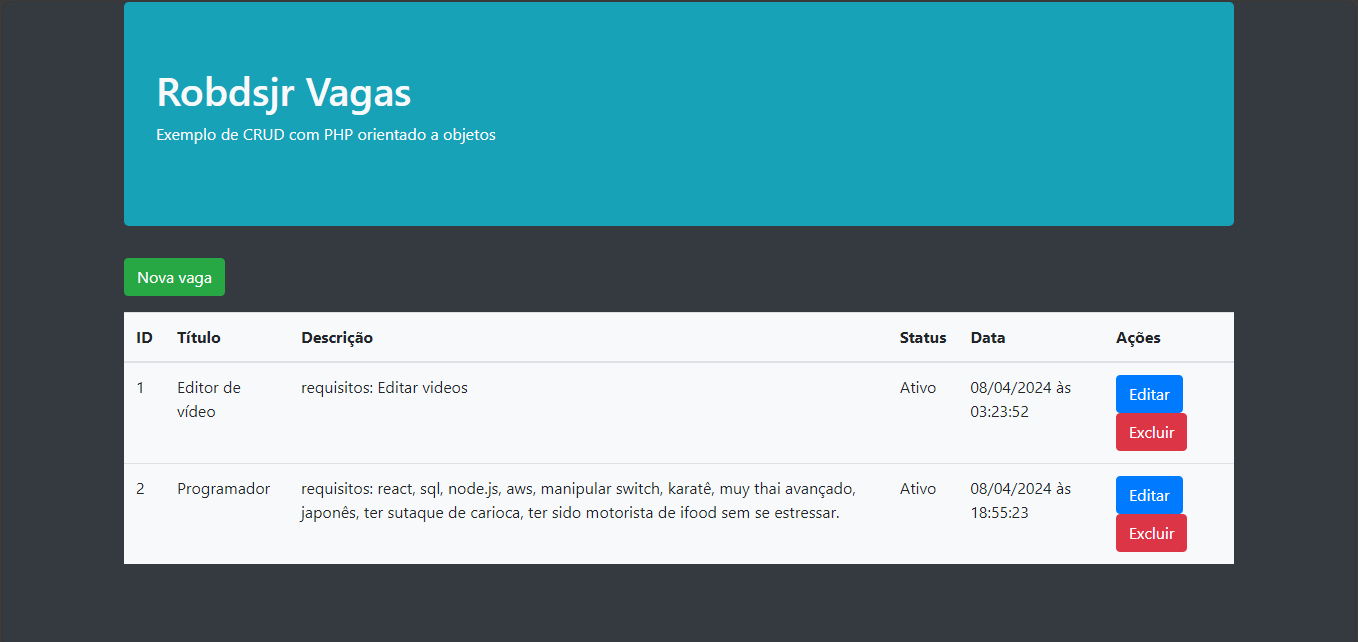 Robdsjr Vagas
Exemplo de CRUD com PHP orientado a objetos
Nova vaga
ID Título Descrição Status Data Ações
1 Editor de requisitos: Editar videos Ativo 08/04/2024 às Editar
vídeo 03:23:52
Excluir
2 Programador requisitos: react, sql, node.js, aws, manipular switch, karatê, muy thai avançado, Ativo 08/04/2024 às Editar
japonês, ter sutaque de carioca, ter sido motorista de ifood sem se estressar. 18:55:23
Excluir